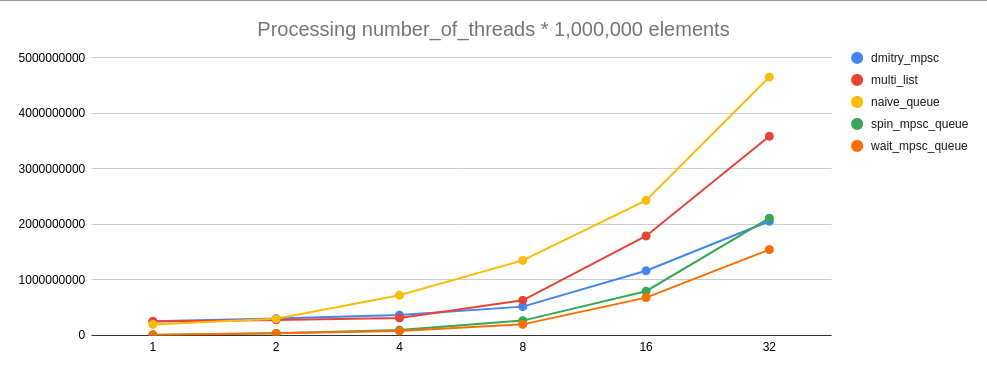 Processing number_of_threads * 1,000,000 elements
5000000000
4000000000
3000000000
2000000000
1000000000
0
1 2 4 8 16 32
dmitry_mpsc
multi_list
naive_queue
spin_mpsc_queue
wait_mpsc_queue